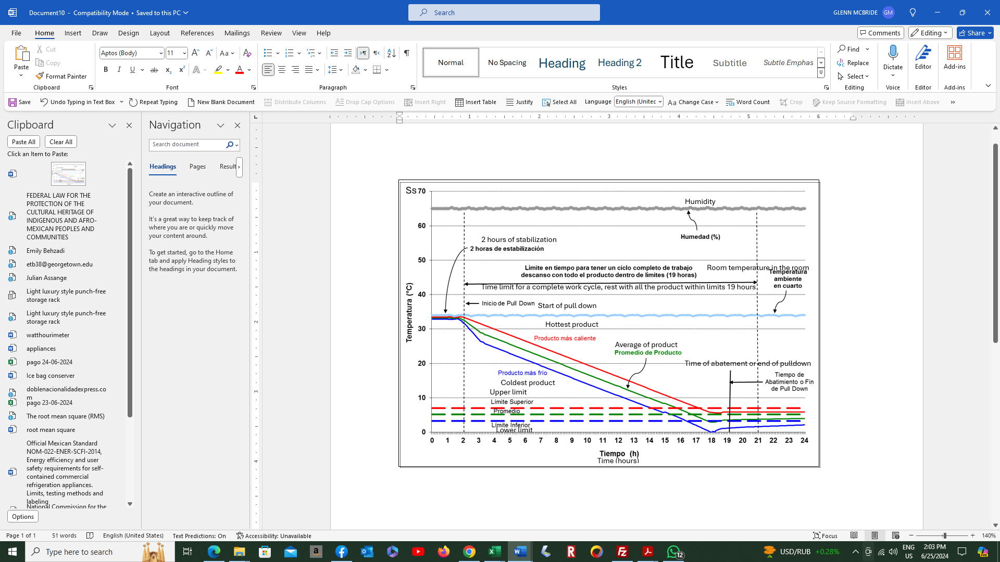 Document10 - Compatibility Mode • Saved to this PC
Search
GLENN MCBRIDE GM
File Home Insert Draw Design Layout References Mailings Review View Help
Comments Editing Share
Paste
Cut
Copy
Format Painter
Clipboard
Aptos (Body) 11
Font
Paragraph
Normal
No Spacing
Heading
Heading 2
Title
Subtitle
Subtle Emphas
Styles
Find
Replace
Select
Editing
Dictate
Voice
Editor
Editor
Add-ins
Add-ins
Save Undo Typing in Text Box Repeat Typing New Blank Document Distribute Columns Drop Cap Options Insert Right Insert Table Justify Select All Language English (Unitec Change Case Word Count Crop Keep Source Formatting Insert Above
Clipboard
Paste All Clear All
Click an Item to Paste:
FEDERAL LAW FOR THE
PROTECTION OF THE
CULTURAL HERITAGE OF
INDIGENOUS AND AFRO-
MEXICAN PEOPLES AND
COMMUNITIES
Emily Behzadi
etb38@georgetown.edu
Julian Assange
Light luxury style punch-free
storage rack
Light luxury style punch-free
storage rack
watthourimeter
appliances
pago 24-06-2024
Ice bag conserver
doblenacionalidadexpress.co
m
pago 23-06-2024
The root mean square (RMS)
root mean square
Official Mexican Standard
NOM-022-ENER-SCFI-2014,
Energy efficiency and user
safety requirements for self-
contained commercial
refrigeration appliances.
Limits, testing methods and
labeling
National Commission for the
Options
Navigation
Search document
Headings Pages Result
Create an interactive outline of
your document.
It's a great way to keep track of
where you are or quickly move
your content around.
To get started, go to the Home
tab and apply Heading styles to
the headings in your document.
1 2 3 4 5 6
1
2
3
4
Ss
70
60
50
40
30
20
10
0
Temperatura (°C)
Humidity
Humedad (%)
2 hours of stabilization
2 horas de estabilización
Límite en tiempo para tener un ciclo completo de trabajo
descanso con todo el producto dentro de límites (19 horas)
Room temperature in the room
Temperatura
ambiente
en cuarto
Time limit for a complete work cycle, rest with all the product within limits 19 hours
Inicio de Pull Down
Start of pull down
Hottest product
Producto más caliente
Average of product
Promedio de Producto
Time of abatement or end of pulldown
Tiempo de
Abatimiento o Fin
de Pull Down
Producto más frío
Coldest product
Upper limit
Límite Superior
Promedio
Límite Inferior
Lower limit
0 1 2 3 4 5 6 7 8 9 10 11 12 13 14 15 16 17 18 19 20 21 22 23 24
Tiempo (h)
Time (hours)
Page 1 of 1 51 words English (United States) Text Predictions: On Accessibility: Unavailable
Focus
140%
Type here to search
12
USD/RUB +0.28%
ENG
US
2:03 PM
6/25/2024